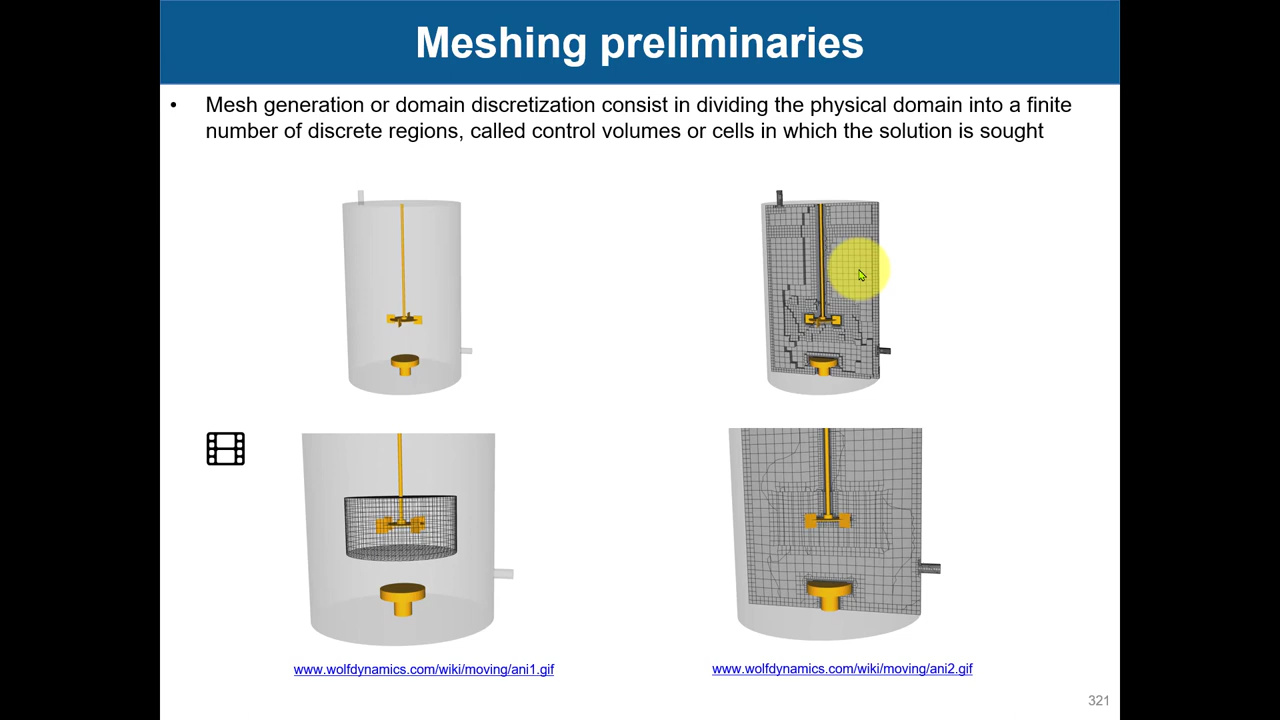 Meshing preliminaries
• Mesh generation or domain discretization consist in dividing the physical domain into a finite
number of discrete regions, called control volumes or cells in which the solution is sought
www.wolfdynamics.com/wiki/moving/ani1.gif
www.wolfdynamics.com/wiki/moving/ani2.gif
321